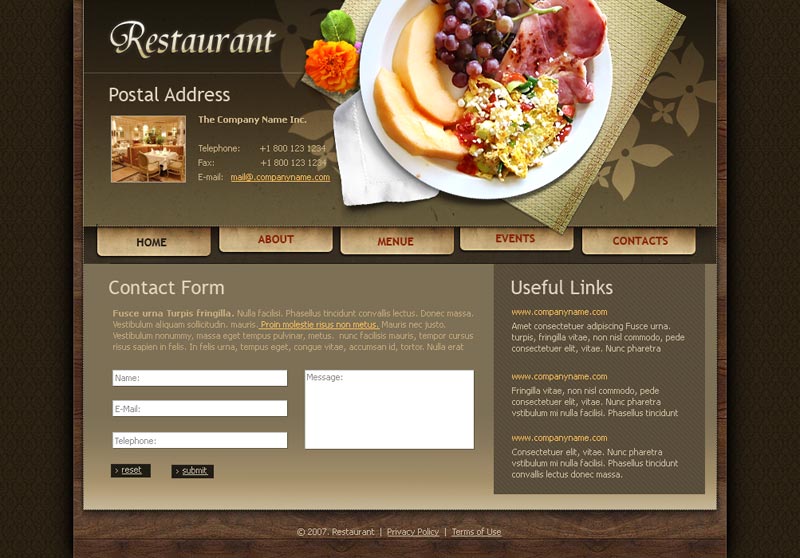 Restaurant
Postal Address
The Company Name Inc.
Telephone: +1 800 123 1234
Fax: +1 800 123 1234
E-mail: mail@.companyname.com
HOME
ABOUT
MENUE
EVENTS
CONTACTS
Contact Form
Fusce urna Turpis fringilla. Nulla facilisi. Phasellus tincidunt convallis lectus. Donec massa.
Vestibulum aliquam sollicitudin. mauris. Proin molestie risus non metus. Mauris nec justo.
Vestibulum nonummy, massa eget tempus pulvinar, metus. nunc facilisis mauris, tempor cursus
risus sapien in felis. In felis urna, tempus eget, congue vitae, accumsan id, tortor. Nulla erat
Name:
E-Mail:
Telephone:
Message:
› reset
› submit
Useful Links
www.companyname.com
Amet consectetuer adipiscing Fusce urna.
turpis, fringilla vitae, non nisl commodo, pede
consectetuer elit, vitae. Nunc pharetra
www.companyname.com
Fringilla vitae, non nisl commodo, pede
consectetuer elit, vitae. Nunc pharetra
vstibulum mi nulla facilisi. Phasellus tincidunt
www.companyname.com
Consectetuer elit, vitae. Nunc pharetra
vstibulum mi nulla facilisi. Phasellus tincidunt
lectus donec massa.
© 2007. Restaurant | Privacy Policy | Terms of Use